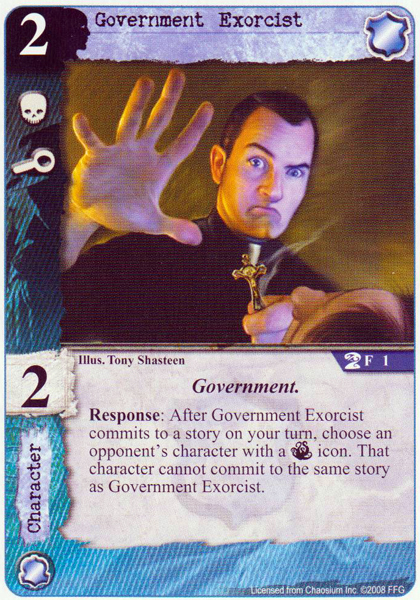 2
Government Exorcist
Illus. Tony Shasteen
F 1
2
Government.
Response: After Government Exorcist
commits to a story on your turn, choose an
opponent's character with a icon. That
character cannot commit to the same story
as Government Exorcist.
Character
Licensed from Chaosium Inc. ©2008 FFG